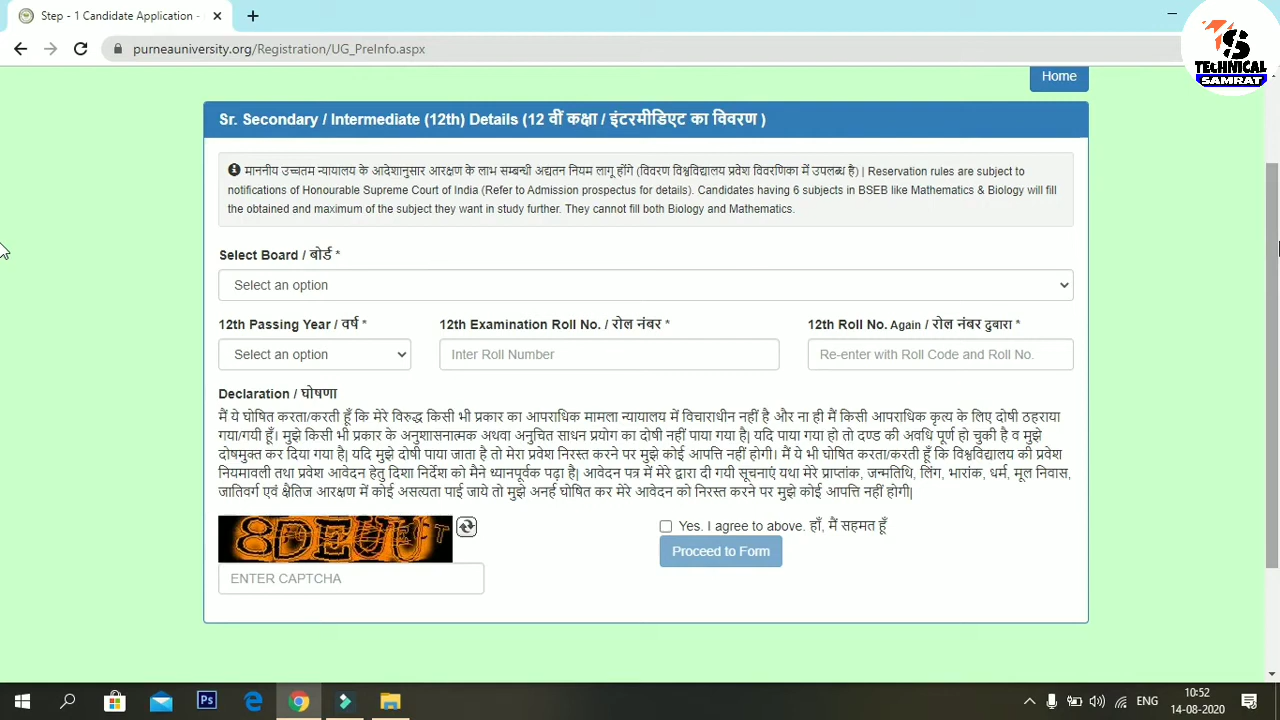 Step - 1 Candidate Application -
purneauniversity.org/Registration/UG_PreInfo.aspx
TECHNICAL
SAMRAT
Home
Sr. Secondary / Intermediate (12th) Details (12 वीं कक्षा / इंटरमीडिएट का विवरण )
माननीय उच्चतम न्यायालय के आदेशानुसार आरक्षण के लाभ सम्बन्धी अद्यतन नियम लागू होंगे (विवरण विश्वविद्यालय प्रवेश विवरणिका में उपलब्ध है) | Reservation rules are subject to
notifications of Honourable Supreme Court of India (Refer to Admission prospectus for details). Candidates having 6 subjects in BSEB like Mathematics & Biology will fill
the obtained and maximum of the subject they want in study further. They cannot fill both Biology and Mathematics.
Select Board / बोर्ड *
Select an option
12th Passing Year / वर्ष * 12th Examination Roll No. / रोल नंबर * 12th Roll No. Again / रोल नंबर दुबारा *
Select an option Inter Roll Number Re-enter with Roll Code and Roll No.
Declaration / घोषणा
मैं ये घोषित करता/करती हूँ कि मेरे विरुद्ध किसी भी प्रकार का आपराधिक मामला न्यायालय में विचाराधीन नहीं है और ना ही मैं किसी आपराधिक कृत्य के लिए दोषी ठहराया
गया/गयी हूँ। मुझे किसी भी प्रकार के अनुशासनात्मक अथवा अनुचित साधन प्रयोग का दोषी नहीं पाया गया है| यदि पाया गया हो तो दण्ड की अवधि पूर्ण हो चुकी है व मुझे
दोषमुक्त कर दिया गया है| यदि मुझे दोषी पाया जाता है तो मेरा प्रवेश निरस्त करने पर मुझे कोई आपत्ति नहीं होगी। मैं ये भी घोषित करता/करती हूँ कि विश्वविद्यालय की प्रवेश
नियमावली तथा प्रवेश आवेदन हेतु दिशा निर्देश को मैने ध्यानपूर्वक पढ़ा है| आवेदन पत्र में मेरे द्वारा दी गयी सूचनाएं यथा मेरे प्राप्तांक, जन्मतिथि, लिंग, भारांक, धर्म, मूल निवास,
जातिवर्ग एवं क्षैतिज आरक्षण में कोई असत्यता पाई जाये तो मुझे अनर्ह घोषित कर मेरे आवेदन को निरस्त करने पर मुझे कोई आपत्ति नहीं होगी|
Yes. I agree to above. हाँ, मैं सहमत हूँ
Proceed to Form
ENTER CAPTCHA
Ps
ENG
10:52
14-08-2020